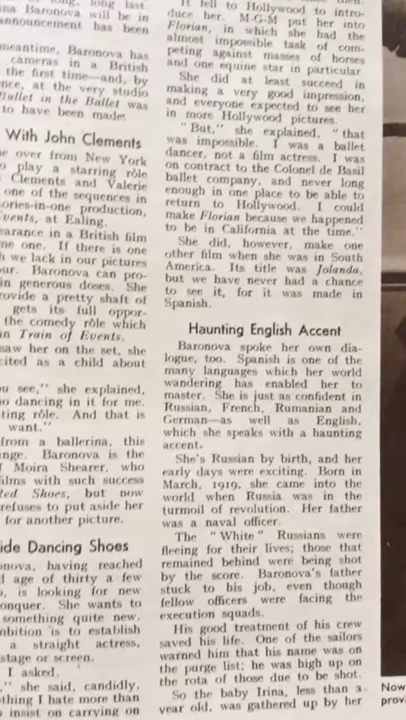 long, long last.
na Baronova will be in
announcement has been
meantime, Baronova has
cameras in a British
the first time—and, by
nce, at the very studio
Bullet in the Ballet was
to have been made.
With John Clements
e over from New York
o play a starring rôle
Clements and Valerie
one of the sequences in
ories-in-one production,
vents, at Ealing.
earance in a British film
ne one. If there is one
h we lack in our pictures
our. Baronova can pro-
in generous doses. She
rovide a pretty shaft of
gets its full oppor-
the comedy rôle which
in Train of Events.
saw her on the set, she
cited as a child about
ou see," she explained,
no dancing in it for me.
ting rôle. And that is
want."
from a ballerina, this
nge. Baronova is the
f Moira Shearer, who
films with such success
Red Shoes, but now
refuses to put aside her
for another picture.
ide Dancing Shoes
onova, having reached
d age of thirty a few
o, is looking for new
onquer. She wants to
something quite new.
mbition is to establish
a straight actress,
stage or screen.
I asked.
," she said, candidly,
thing I hate more than
o insist on carrying on
It fell to Hollywood to intro-
duce her. M-G-M put her into
Florian, in which she had the
almost impossible task of com-
peting against masses of horses
and one equine star in particular.
She did at least succeed in
making a very good impression,
and everyone expected to see her
in more Hollywood pictures.
"But," she explained, "that
was impossible. I was a ballet
dancer, not a film actress. I was
on contract to the Colonel de Basil
ballet company, and never long
enough in one place to be able to
return to Hollywood. I could
make Florian because we happened
to be in California at the time."
She did, however, make one
other film when she was in South
America. Its title was Jolanda,
but we have never had a chance
to see it, for it was made in
Spanish.
Haunting English Accent
Baronova spoke her own dia-
logue, too. Spanish is one of the
many languages which her world
wandering has enabled her to
master. She is just as confident in
Russian, French, Rumanian and
German—as well as English,
which she speaks with a haunting
accent.
She's Russian by birth, and her
early days were exciting. Born in
March, 1919, she came into the
world when Russia was in the
turmoil of revolution. Her father
was a naval officer.
The "White" Russians were
fleeing for their lives; those that
remained behind were being shot
by the score. Baronova's father
stuck to his job, even though
fellow officers were facing the
execution squads.
His good treatment of his crew
saved his life. One of the sailors
warned him that his name was on
the purge list; he was high up on
the rota of those due to be shot.
So the baby Irina, less than a
year old, was gathered up by her
Now
provi